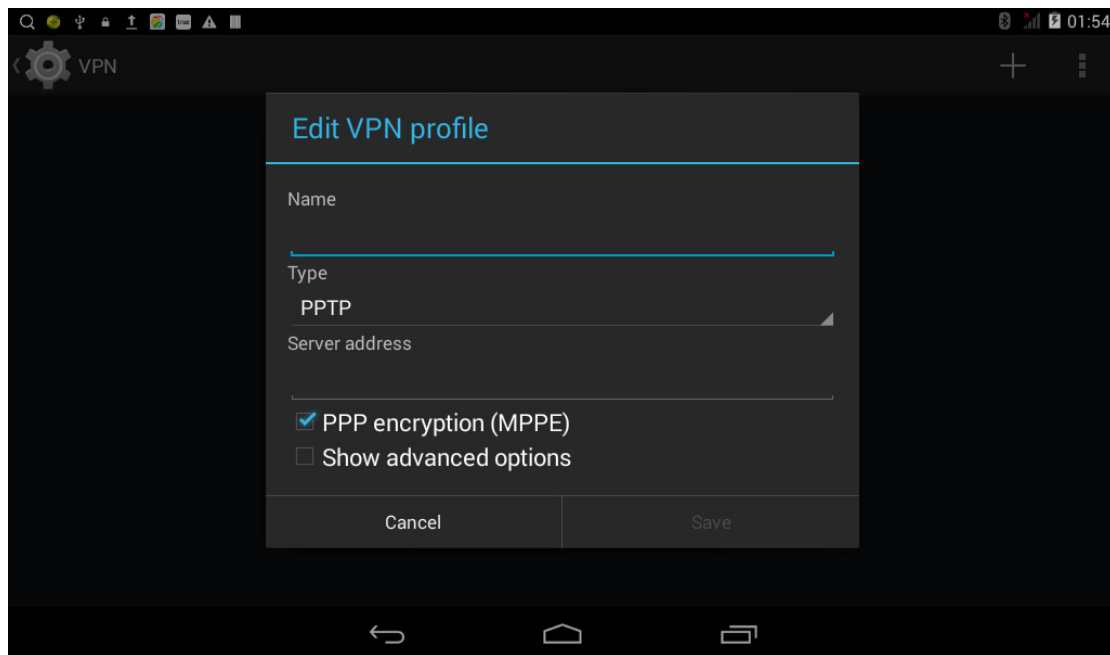 01:54
VPN
Edit VPN profile
Name
Type
PPTP
Server address
PPP encryption (MPPE)
Show advanced options
Cancel
Save